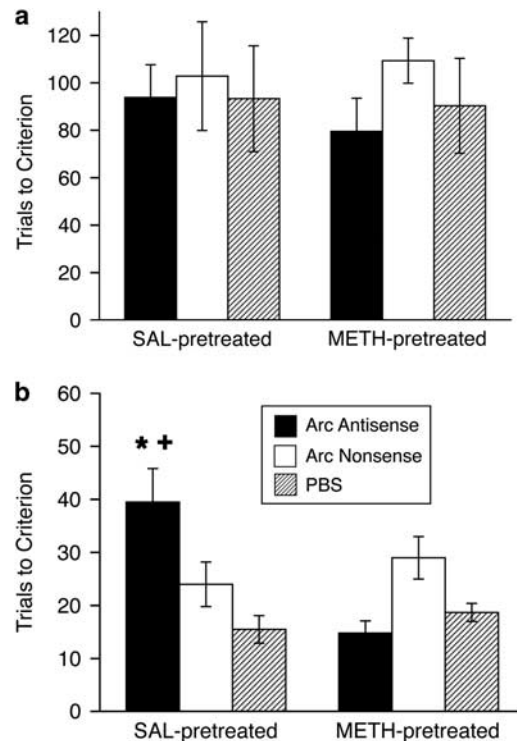 a
120
100
80
60
40
20
0
Trials to Criterion
SAL-pretreated METH-pretreated
b
60
50
40
30
20
10
0
Trials to Criterion
* +
Arc Antisense
Arc Nonsense
PBS
SAL-pretreated METH-pretreated